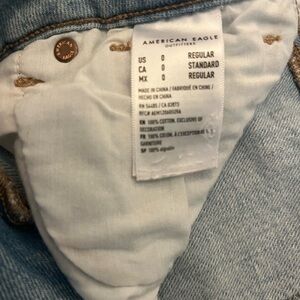 AMERICAN EAGLE
OUTFITTERS
US 0 REGULAR
CA 0 STANDARD
MX 0 REGULAR
MADE IN CHINA / FABRIQUÉ EN CHINE /
HECHO EN CHINA
RN 54485 / CA 02873
EN 100% COTTON, EXCLUSIVE OF
DECORATION
FR 100% COTON, À L'EXCEPTION DE
GARNITURE
SP 100% algodón
AMERICAN
EAGLE